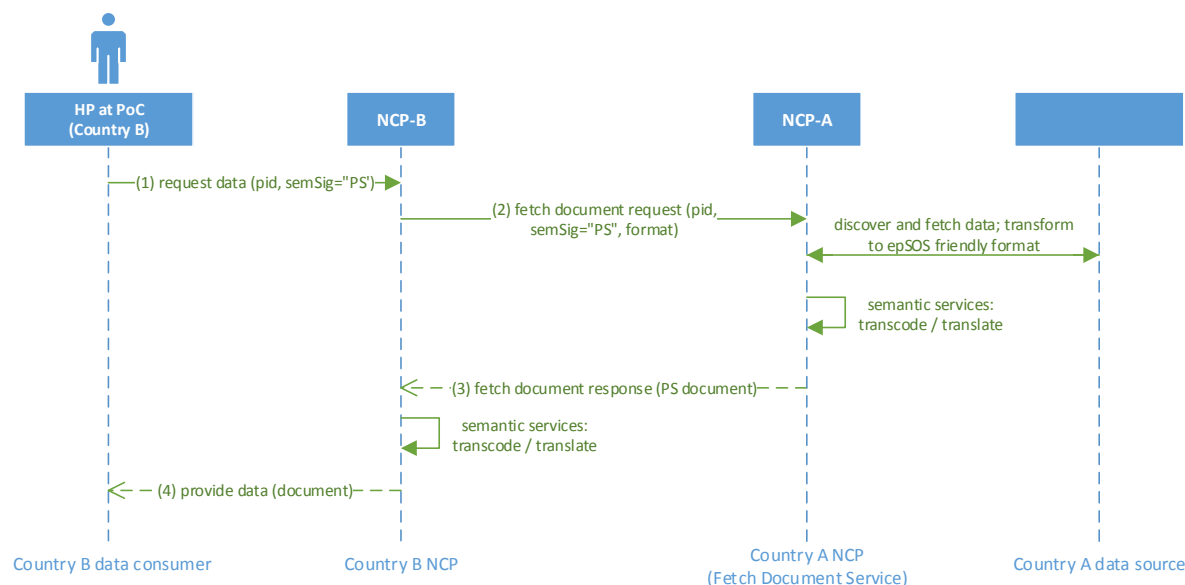 HP at PoC
(Country B)
NCP-B
NCP-A
(1) request data (pid, semSig="PS')
(2) fetch document request (pid,
semSig="PS", format)
discover and fetch data; transform
to epSOS friendly format
semantic services:
transcode / translate
(3) fetch document response (PS document)
semantic services:
transcode / translate
(4) provide data (document)
Country B data consumer
Country B NCP
Country A NCP
(Fetch Document Service)
Country A data source